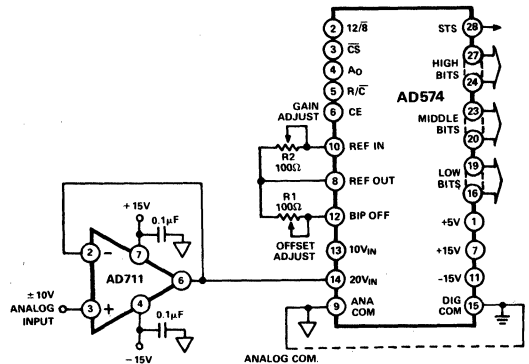 2 12/8̅
3 C̅S̅
4 A₀
5 R/C̅
6 CE
GAIN
ADJUST
R2
100Ω
10 REF IN
8 REF OUT
R1
100Ω
12 BIP OFF
OFFSET
ADJUST
13 10V_IN
14 20V_IN
9 ANA
COM
STS 28
AD574
HIGH
BITS
27
24
MIDDLE
BITS
23
20
LOW
BITS
19
16
+5V 1
+15V 7
-15V 11
DIG
COM 15
+15V
0.1μF
2 −
7
AD711
6
±10V
ANALOG
INPUT
3 +
4
0.1μF
−15V
ANALOG COM.